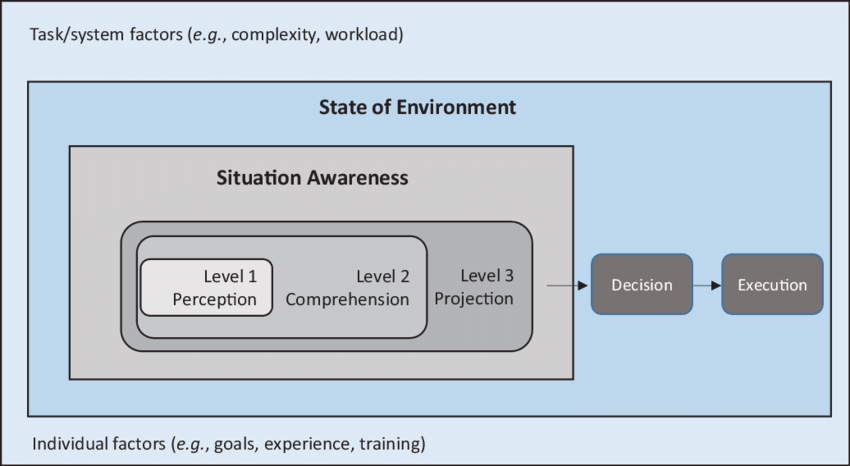 Task/system factors (e.g., complexity, workload)
State of Environment
Situation Awareness
Level 1
Perception
Level 2
Comprehension
Level 3
Projection
Decision
Execution
Individual factors (e.g., goals, experience, training)